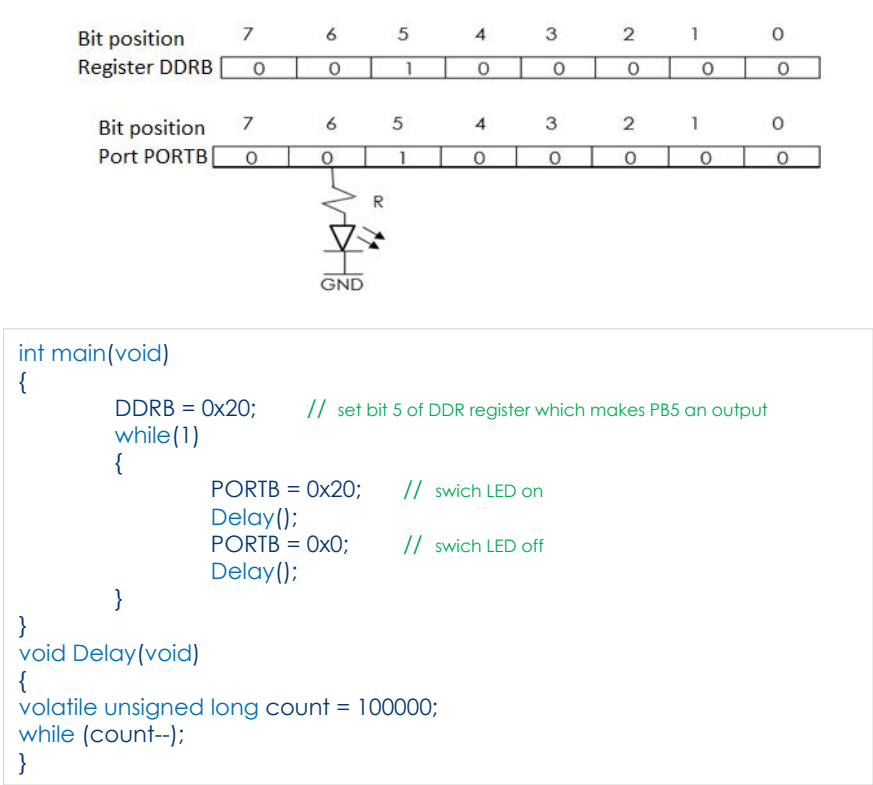 Bit position 7 6 5 4 3 2 1 0
Register DDRB 0 0 1 0 0 0 0 0
Bit position 7 6 5 4 3 2 1 0
Port PORTB 0 0 1 0 0 0 0 0
R
GND
int main(void)
{
DDRB = 0x20; // set bit 5 of DDR register which makes PB5 an output
while(1)
{
PORTB = 0x20; // swich LED on
Delay();
PORTB = 0x0; // swich LED off
Delay();
}
}
void Delay(void)
{
volatile unsigned long count = 100000;
while (count--);
}